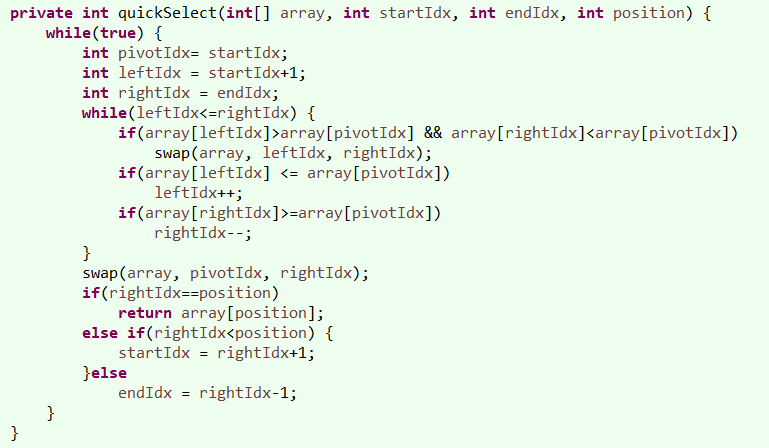 private int quickSelect(int[] array, int startIdx, int endIdx, int position) {
    while(true) {
        int pivotIdx= startIdx;
        int leftIdx = startIdx+1;
        int rightIdx = endIdx;
        while(leftIdx<=rightIdx) {
            if(array[leftIdx]>array[pivotIdx] && array[rightIdx]<array[pivotIdx])
                swap(array, leftIdx, rightIdx);
            if(array[leftIdx] <= array[pivotIdx])
                leftIdx++;
            if(array[rightIdx]>=array[pivotIdx])
                rightIdx--;
        }
        swap(array, pivotIdx, rightIdx);
        if(rightIdx==position)
            return array[position];
        else if(rightIdx<position) {
            startIdx = rightIdx+1;
        }else
            endIdx = rightIdx-1;
    }
}